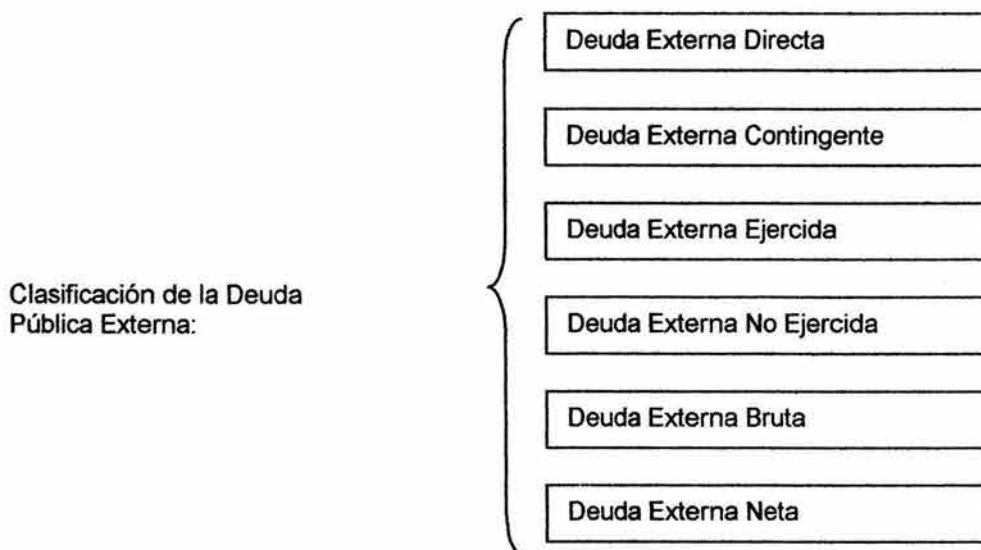 Clasificación de la Deuda
Pública Externa:
Deuda Externa Directa
Deuda Externa Contingente
Deuda Externa Ejercida
Deuda Externa No Ejercida
Deuda Externa Bruta
Deuda Externa Neta